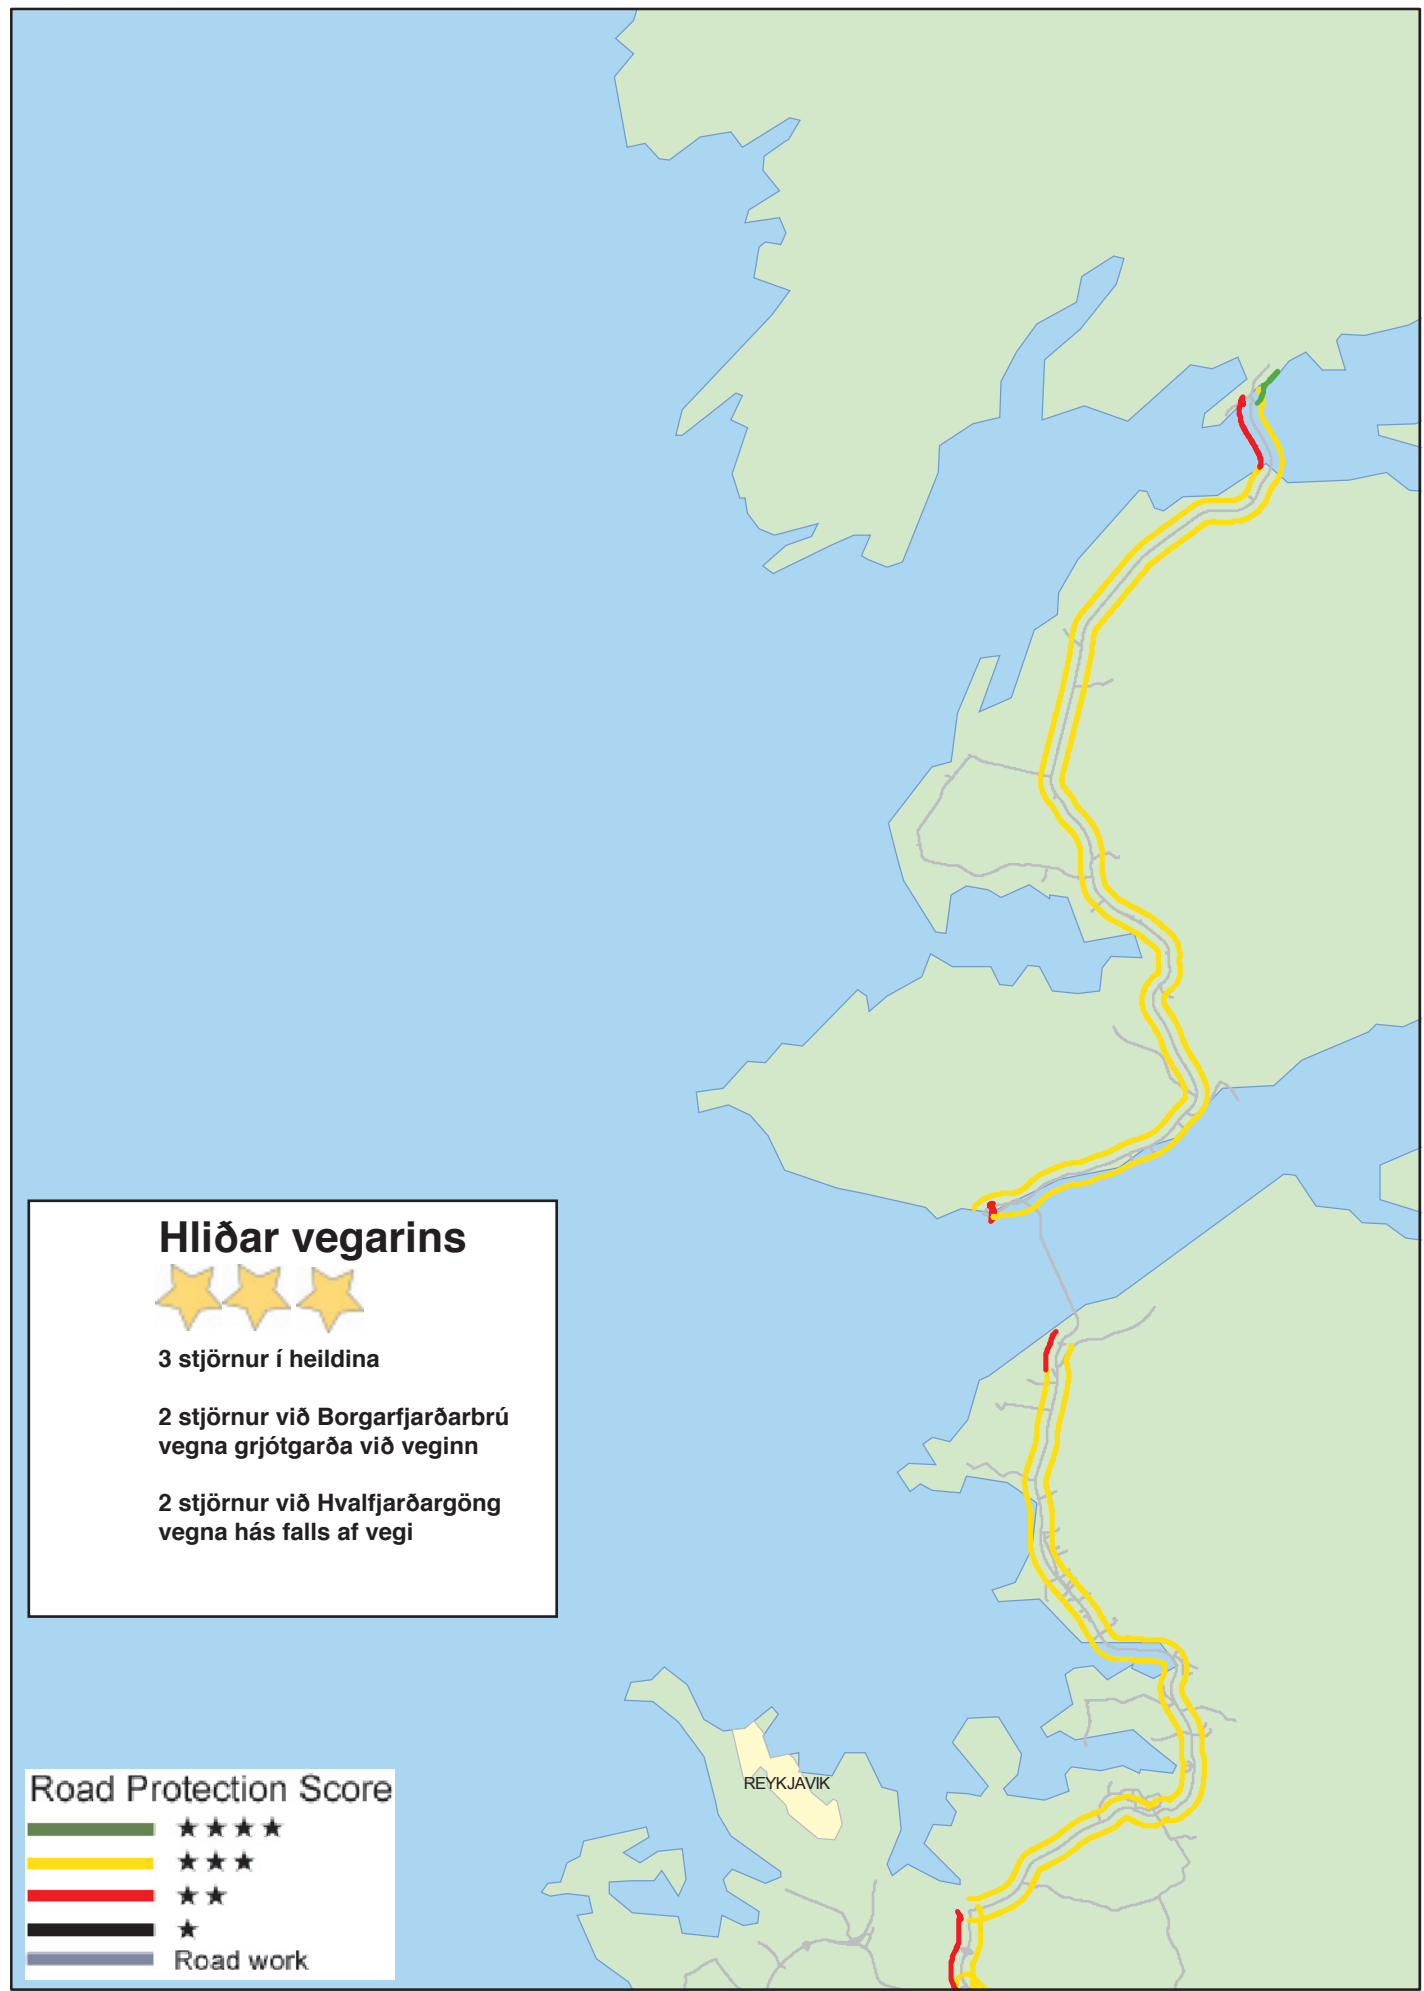 Hliðar vegarins
3 stjörnur í heildina
2 stjörnur við Borgarfjarðarbrú
vegna grjótgarða við veginn
2 stjörnur við Hvalfjarðargöng
vegna hás falls af vegi
REYKJAVIK
Road Protection Score
★★★★
★★★
★★
★
Road work